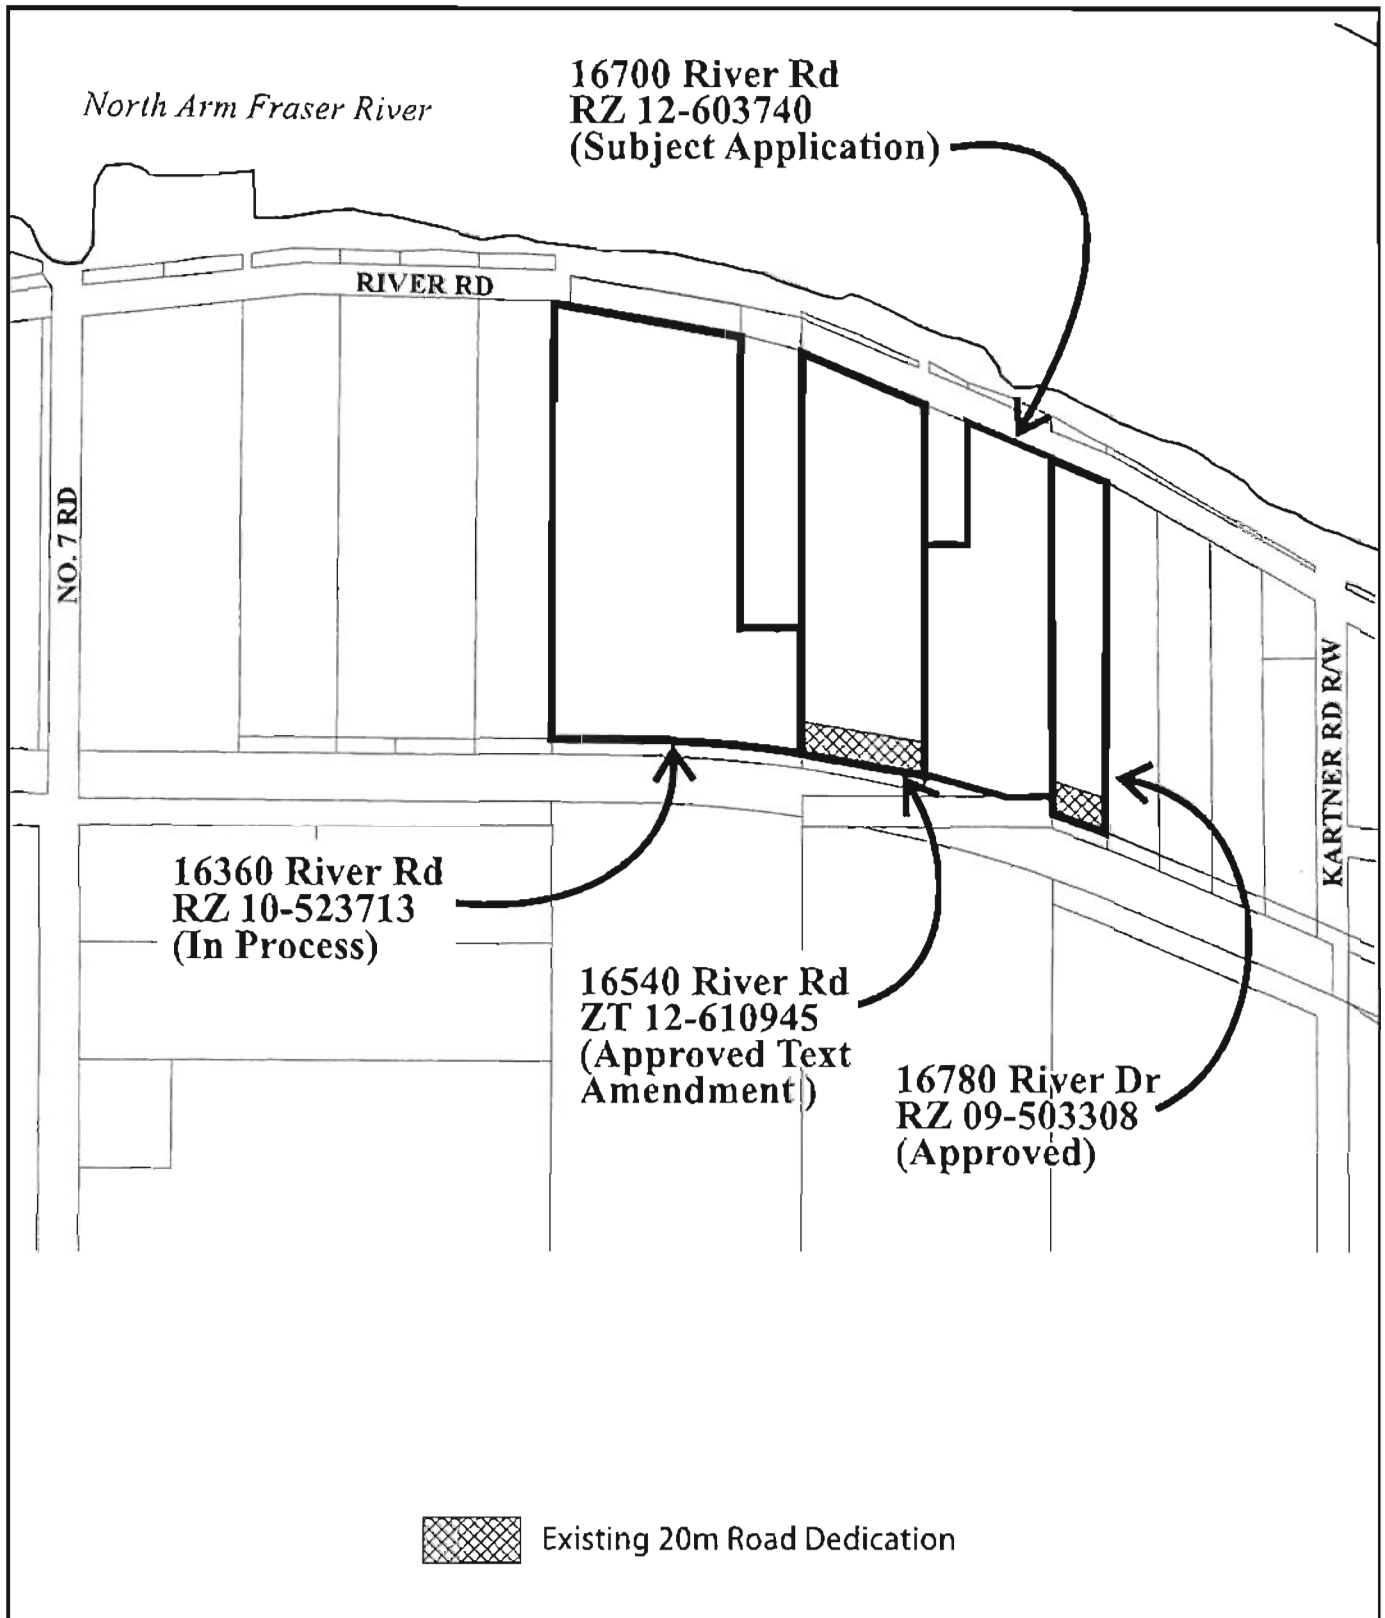 16700 River Rd
RZ 12-603740
(Subject Application)
North Arm Fraser River
RIVER RD
NO. 7 RD
KARTNER RD R/W
16360 River Rd
RZ 10-523713
(In Process)
16540 River Rd
ZT 12-610945
(Approved Text
Amendment)
16780 River Dr
RZ 09-503308
(Approved)
Existing 20m Road Dedication